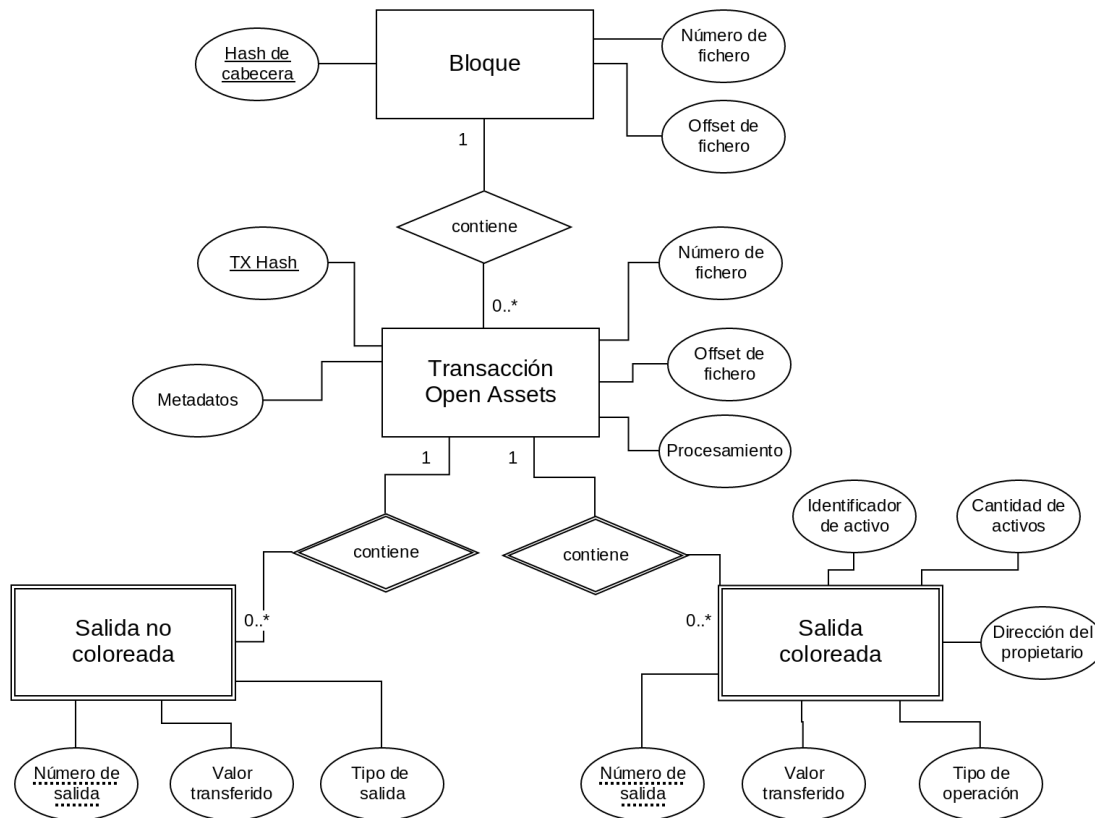 Hash de
cabecera
Bloque
Número de
fichero
Offset de
fichero
1
contiene
TX Hash
Número de
fichero
0..*
Transacción
Open Assets
Offset de
fichero
Metadatos
Procesamiento
1
1
contiene
contiene
Identificador
de activo
Cantidad de
activos
0..*
0..*
Salida no
coloreada
Salida
coloreada
Dirección del
propietario
Número de
salida
Valor
transferido
Tipo de
salida
Número de
salida
Valor
transferido
Tipo de
operación